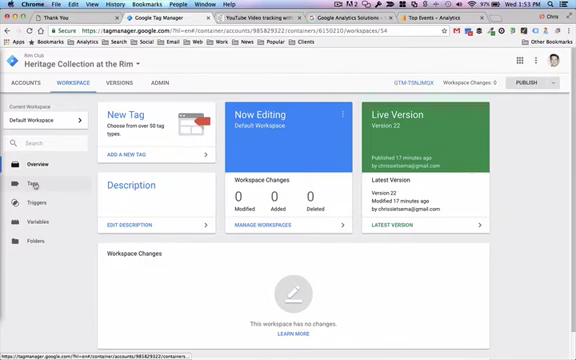 Chrome File Edit View History Bookmarks People Window Help
97% Wed 1:53 PM
Thank You
Google Tag Manager
YouTube Video tracking with
Google Analytics Solutions
Top Events - Analytics
Chris
https://tagmanager.google.com/?hl=en#/container/accounts/985829322/containers/6150210/workspaces/54
Apps Bookmarks Analytics Search Social Email Work News Popular Columns
Other Bookmarks
Rim Club
Heritage Collection at the Rim
ACCOUNTS WORKSPACE VERSIONS ADMIN
GTM-TSNJMQX Workspace Changes: 0 PUBLISH
Current Workspace
Default Workspace
Search
Overview
Tags
Triggers
Variables
Folders
New Tag
Choose from over 50 tag types.
ADD A NEW TAG
Description
EDIT DESCRIPTION
Now Editing
Default Workspace
Workspace Changes
0 0 0
Modified Added Deleted
MANAGE WORKSPACES
Live Version
Version 22
Published 17 minutes ago
by chrissietsema@gmail.com
Latest Version
Version 22
Modified 17 minutes ago
by chrissietsema@gmail.com
LATEST VERSION
Workspace Changes
This workspace has no changes.
LEARN MORE
https://tagmanager.google.com/?hl=en#/container/accounts/985829322/containers...